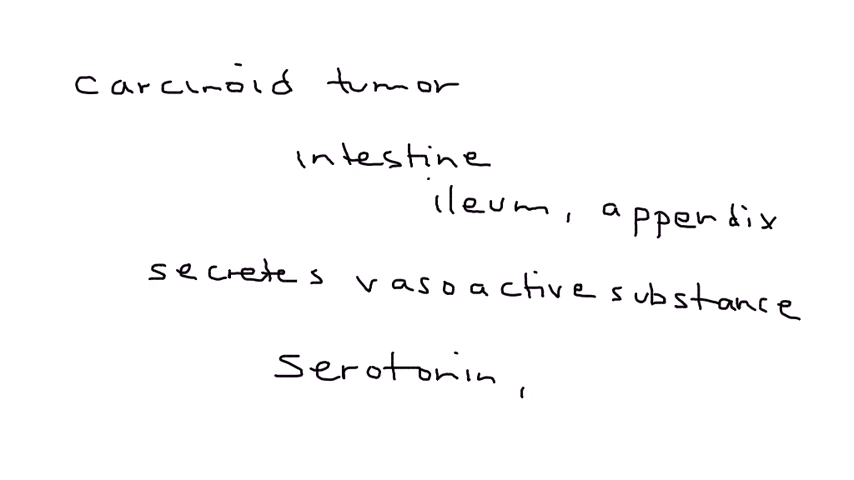 carcinoid tumor
intestine
ileum, appendix
secretes vasoactive substance
serotonin,